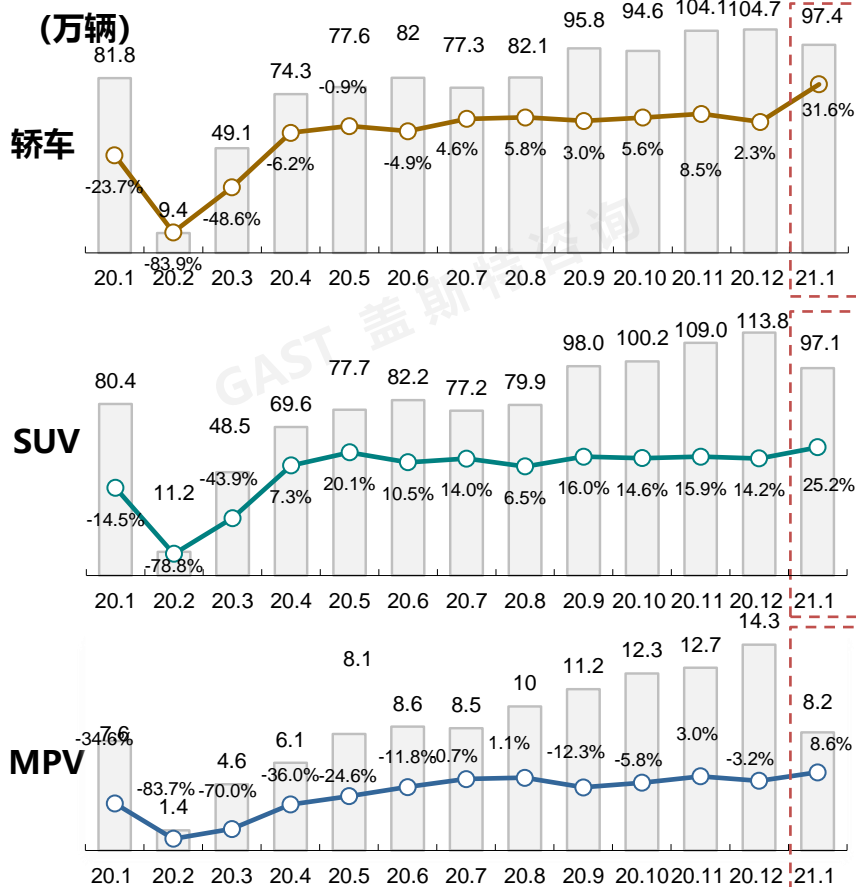 (万辆)
轿车
81.8 9.4 49.1 74.3 77.6 82 77.3 82.1 95.8 94.6 104.1 104.7 97.4
-23.7% -83.9% -48.6% -6.2% -0.9% -4.9% 4.6% 5.8% 3.0% 5.6% 8.5% 2.3% 31.6%
20.1 20.2 20.3 20.4 20.5 20.6 20.7 20.8 20.9 20.10 20.11 20.12 21.1
GAST 盖斯特咨询
SUV
80.4 11.2 48.5 69.6 77.7 82.2 77.2 79.9 98.0 100.2 109.0 113.8 97.1
-14.5% -78.8% -43.9% 7.3% 20.1% 10.5% 14.0% 6.5% 16.0% 14.6% 15.9% 14.2% 25.2%
20.1 20.2 20.3 20.4 20.5 20.6 20.7 20.8 20.9 20.10 20.11 20.12 21.1
MPV
7.6 1.4 4.6 6.1 8.1 8.6 8.5 10 11.2 12.3 12.7 14.3 8.2
-34.6% -83.7% -70.0% -36.0% -24.6% -11.8% 0.7% 1.1% -12.3% -5.8% 3.0% -3.2% 8.6%
20.1 20.2 20.3 20.4 20.5 20.6 20.7 20.8 20.9 20.10 20.11 20.12 21.1